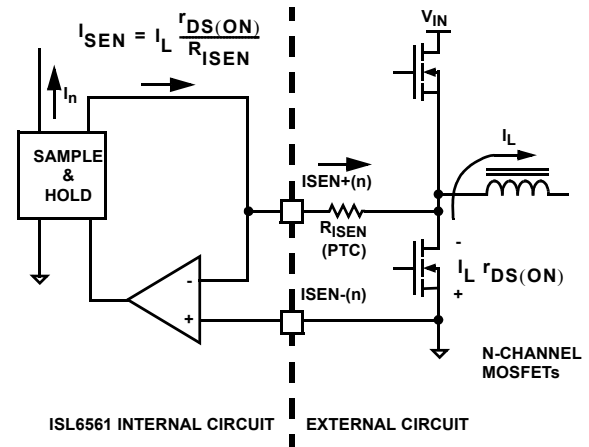 I_SEN = I_L r_DS(ON) / R_ISEN
V_IN
I_n
SAMPLE
&
HOLD
ISEN+(n)
I_L
R_ISEN
(PTC)
-
I_L r_DS(ON)
+
-
+
ISEN-(n)
N-CHANNEL
MOSFETs
ISL6561 INTERNAL CIRCUIT
EXTERNAL CIRCUIT